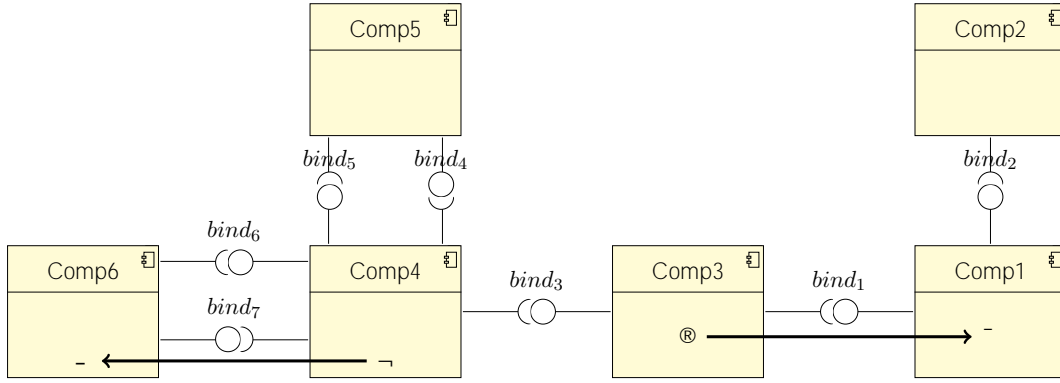 Comp5
Comp2
bind5
bind4
bind2
bind6
Comp6
Comp4
Comp3
Comp1
bind3
bind1
bind7
®
-
-
¬